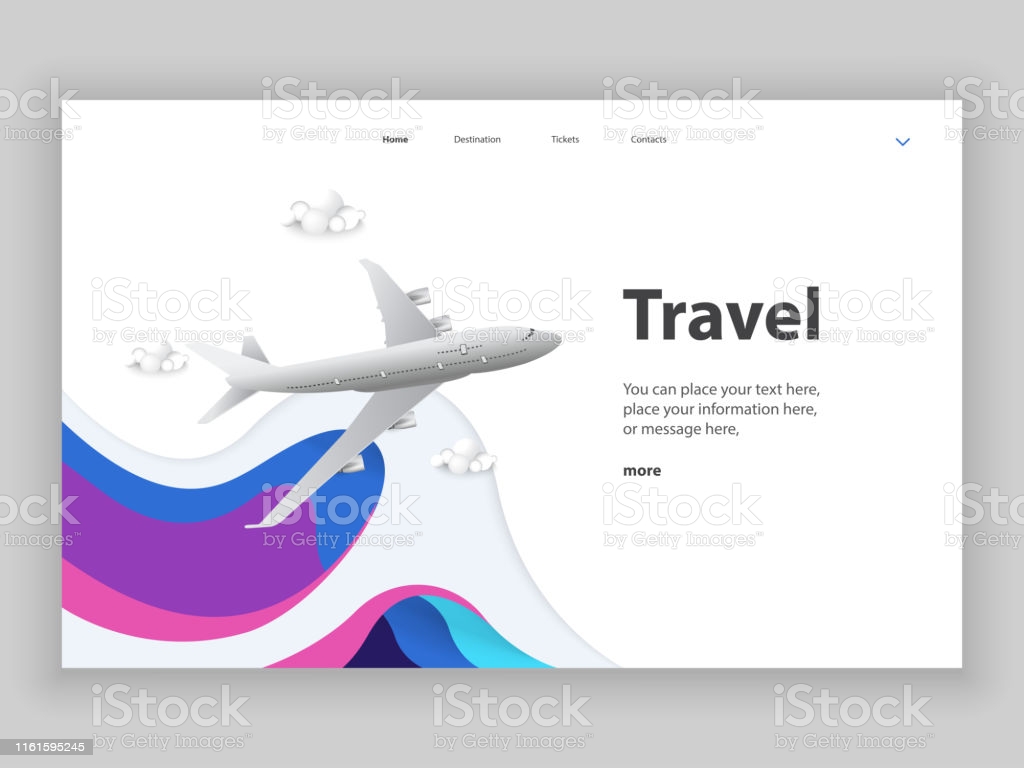 Home Destination Tickets Contacts
Travel
You can place your text here,
place your information here,
or message here,
more
iStock
by Getty Images™
1161595245